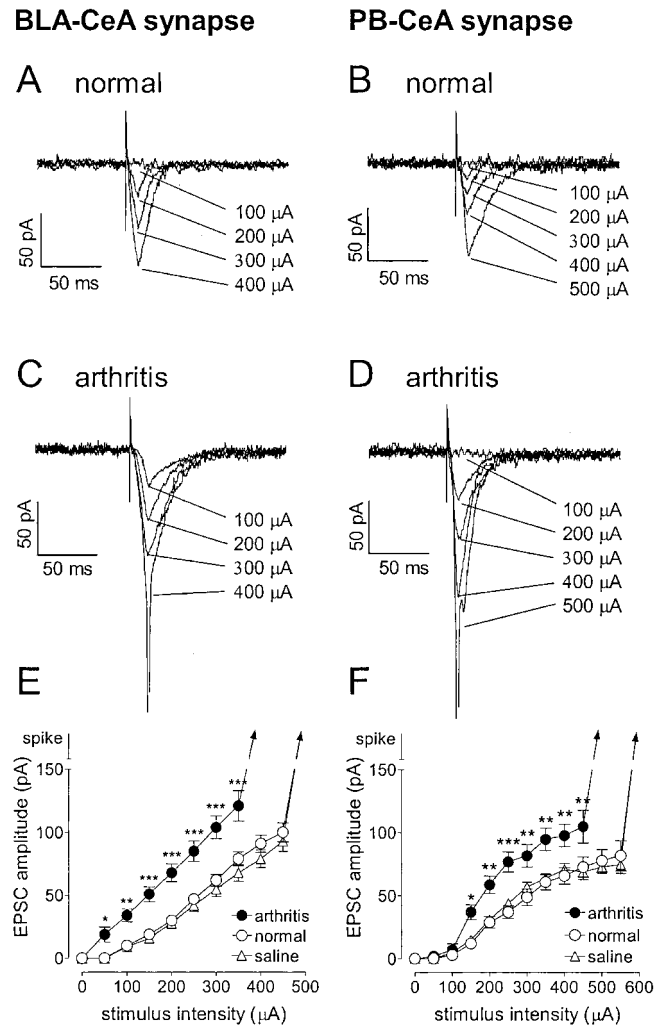 BLA-CeA synapse
PB-CeA synapse
A normal
B normal
50 pA
50 ms
100 µA
200 µA
300 µA
400 µA
50 pA
50 ms
100 µA
200 µA
300 µA
400 µA
500 µA
C arthritis
D arthritis
50 pA
50 ms
100 µA
200 µA
300 µA
400 µA
50 pA
50 ms
100 µA
200 µA
300 µA
400 µA
500 µA
E
spike
150
100
50
0
EPSC amplitude (pA)
* ** *** *** *** *** ***
arthritis
normal
saline
0 100 200 300 400 500
stimulus intensity (µA)
F
spike
150
100
50
0
EPSC amplitude (pA)
* ** *** ** ** ** **
arthritis
normal
saline
0 100 200 300 400 500 600
stimulus intensity (µA)